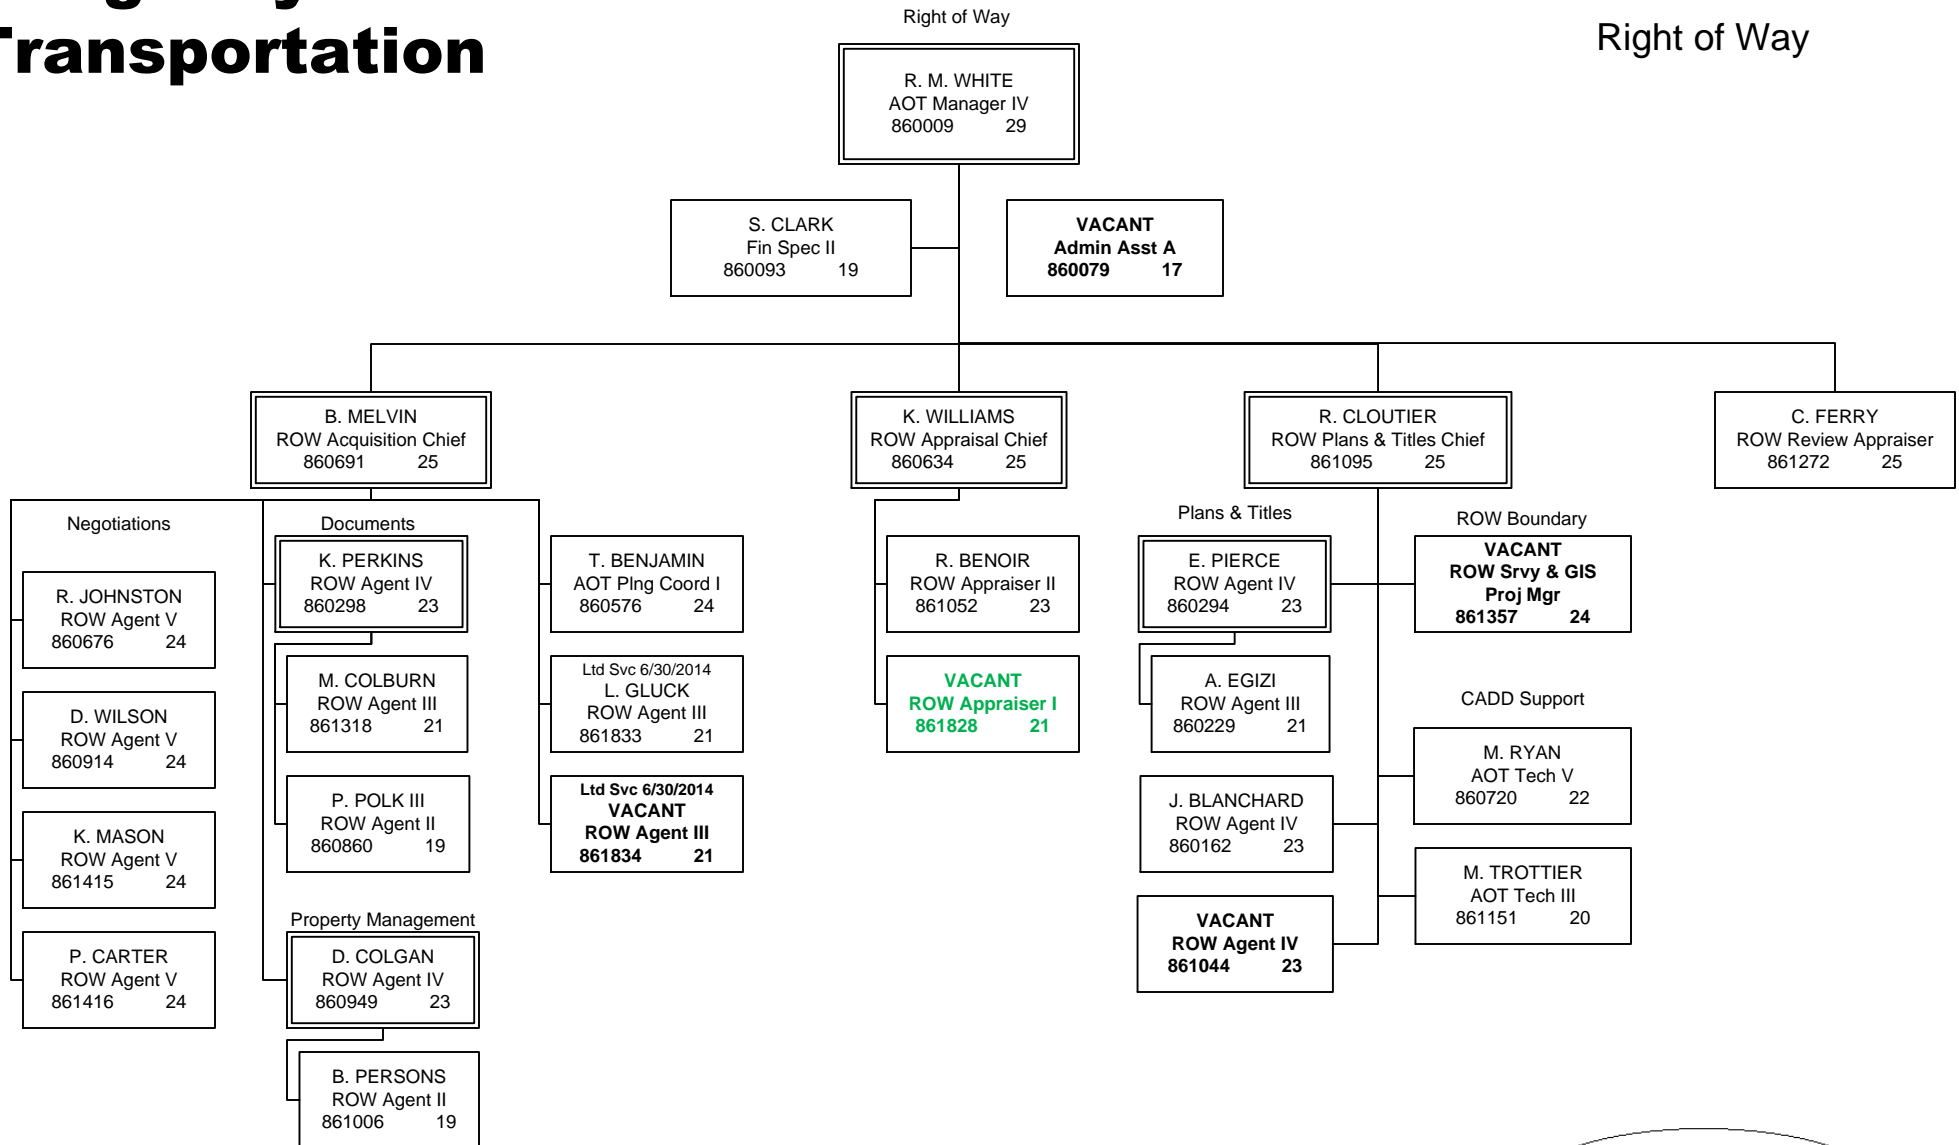 Transportation
Right of Way
Right of Way
R. M. WHITE
AOT Manager IV
860009 29
S. CLARK
Fin Spec II
860093 19
VACANT
Admin Asst A
860079 17
B. MELVIN
ROW Acquisition Chief
860691 25
K. WILLIAMS
ROW Appraisal Chief
860634 25
R. CLOUTIER
ROW Plans & Titles Chief
861095 25
C. FERRY
ROW Review Appraiser
861272 25
Negotiations
R. JOHNSTON
ROW Agent V
860676 24
D. WILSON
ROW Agent V
860914 24
K. MASON
ROW Agent V
861415 24
P. CARTER
ROW Agent V
861416 24
Documents
K. PERKINS
ROW Agent IV
860298 23
M. COLBURN
ROW Agent III
861318 21
P. POLK III
ROW Agent II
860860 19
Property Management
D. COLGAN
ROW Agent IV
860949 23
B. PERSONS
ROW Agent II
861006 19
T. BENJAMIN
AOT Plng Coord I
860576 24
Ltd Svc 6/30/2014
L. GLUCK
ROW Agent III
861833 21
Ltd Svc 6/30/2014
VACANT
ROW Agent III
861834 21
R. BENOIR
ROW Appraiser II
861052 23
VACANT
ROW Appraiser I
861828 21
Plans & Titles
E. PIERCE
ROW Agent IV
860294 23
A. EGIZI
ROW Agent III
860229 21
J. BLANCHARD
ROW Agent IV
860162 23
VACANT
ROW Agent IV
861044 23
ROW Boundary
VACANT
ROW Srvy & GIS
Proj Mgr
861357 24
CADD Support
M. RYAN
AOT Tech V
860720 22
M. TROTTIER
AOT Tech III
861151 20